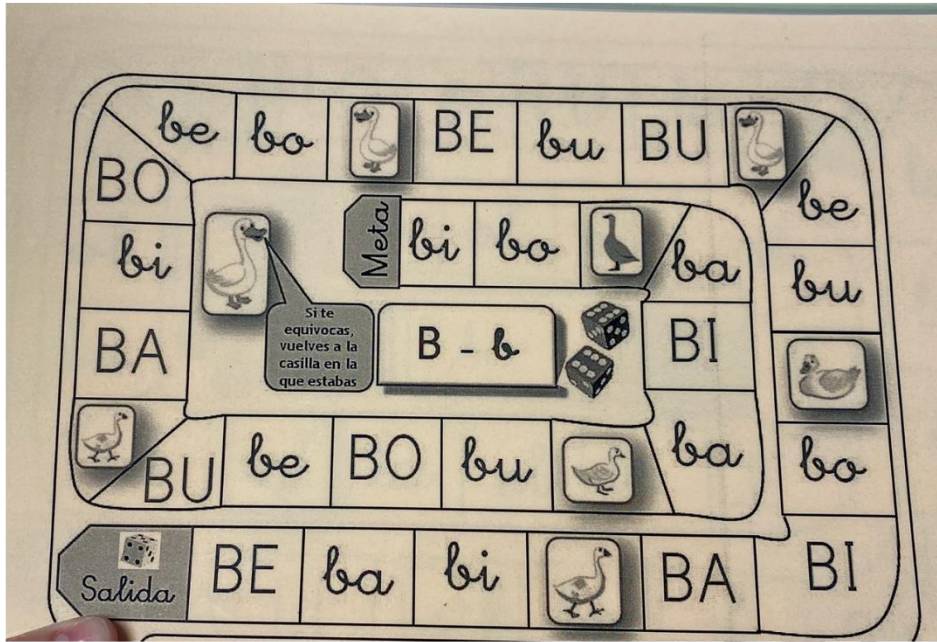 be bo BE bu BU
BO be
Meta bi bo ba
bi bu
Si te
equivocas,
vuelves a la
casilla en la
que estabas
B - b
BA BI
BU be BO bu ba bo
Salida BE ba bi BA BI